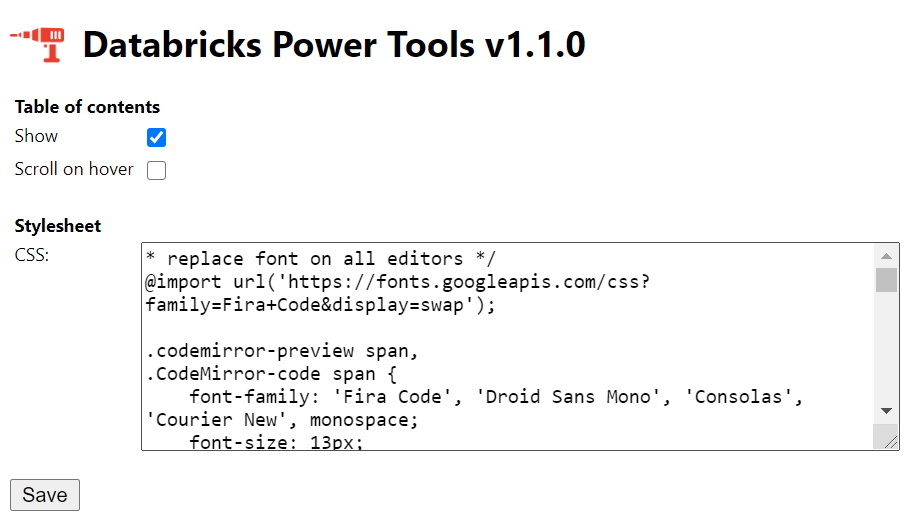 Databricks Power Tools v1.1.0
Table of contents
Show
Scroll on hover
Stylesheet
CSS:
* replace font on all editors */
@import url('https://fonts.googleapis.com/css?
family=Fira+Code&display=swap');
.codemirror-preview span,
.CodeMirror-code span {
font-family: 'Fira Code', 'Droid Sans Mono', 'Consolas',
'Courier New', monospace;
font-size: 13px;
Save